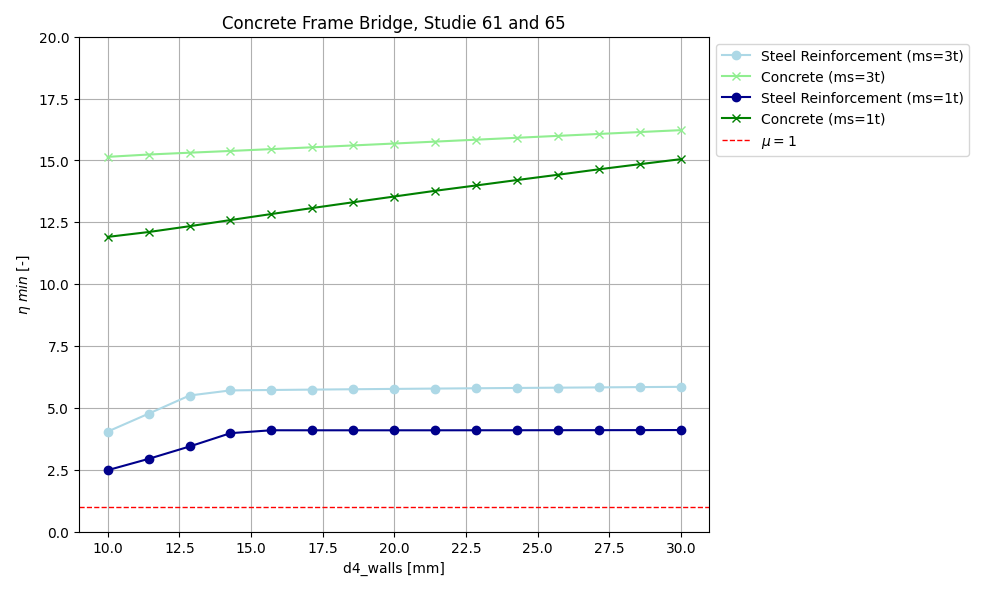 Concrete Frame Bridge, Studie 61 and 65
20.0
17.5
15.0
12.5
10.0
7.5
5.0
2.5
0.0
η min [-]
10.0 12.5 15.0 17.5 20.0 22.5 25.0 27.5 30.0
d4_walls [mm]
Steel Reinforcement (ms=3t)
Concrete (ms=3t)
Steel Reinforcement (ms=1t)
Concrete (ms=1t)
μ = 1